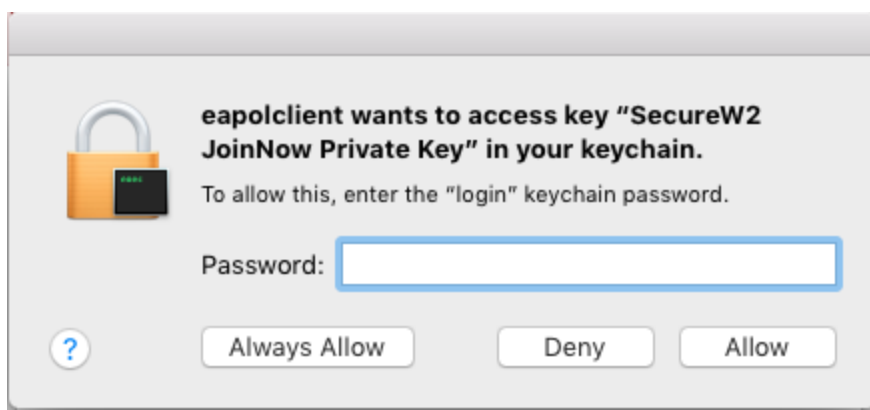 eapolclient wants to access key “SecureW2
JoinNow Private Key” in your keychain.
To allow this, enter the “login” keychain password.
Password:
?
Always Allow
Deny
Allow